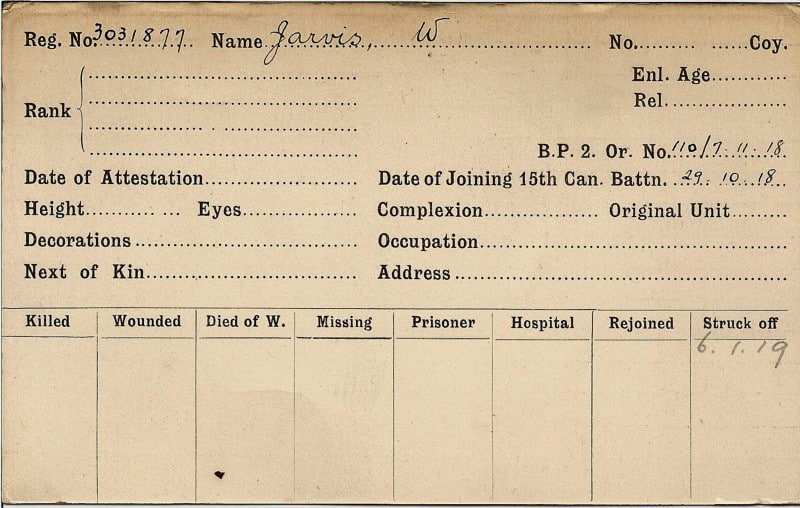 Reg. No. 3031877 Name Jarvis, W No. Coy.
Enl. Age
Rel.
Rank
B.P. 2. Or. No. 110/7.11.18
Date of Attestation Date of Joining 15th Can. Battn. 29.10.18
Height Eyes Complexion Original Unit
Decorations Occupation
Next of Kin Address
Killed Wounded Died of W. Missing Prisoner Hospital Rejoined Struck off
6.1.19